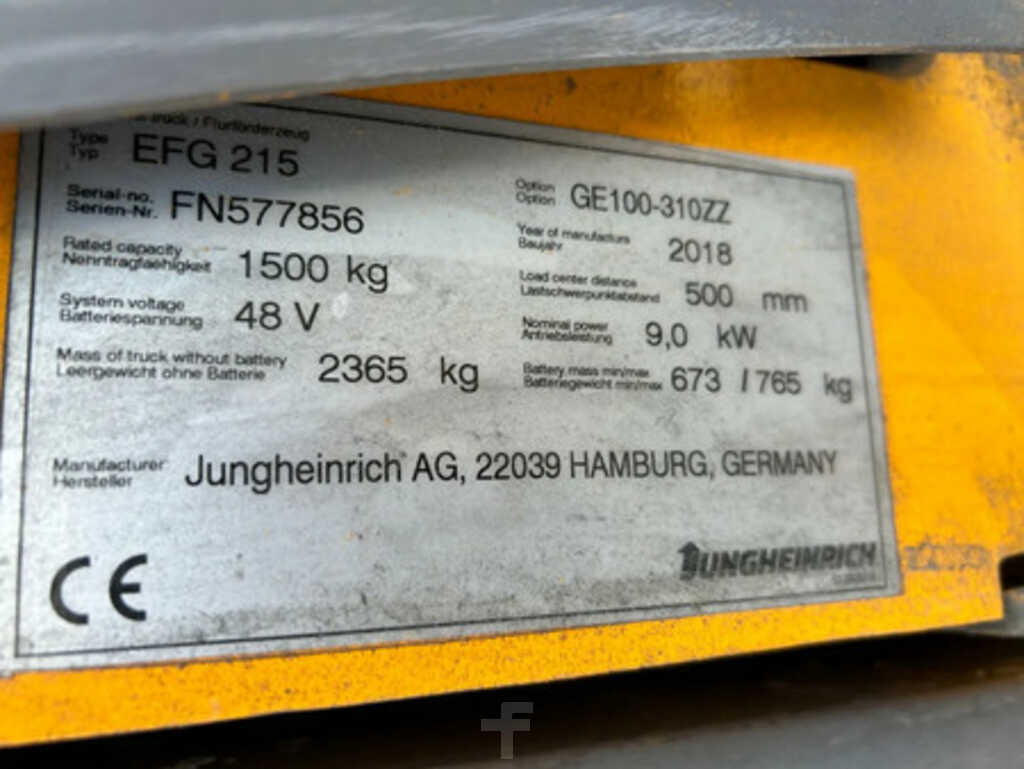 truck / Flurförderzeug
Type
Typ EFG 215
Serial-no.
Serien-Nr. FN577856
Option
Option GE100-310ZZ
Rated capacity
Nenntragfaehigkeit 1500 kg
Year of manufacture
Baujahr 2018
System voltage
Batteriespannung 48 V
Load center distance
Lastschwerpunktabstand 500 mm
Mass of truck without battery
Leergewicht ohne Batterie 2365 kg
Nominal power
Antriebsleistung 9,0 kW
Battery mass min/max
Batteriegewicht min/max 673 / 765 kg
Manufacturer
Hersteller Jungheinrich AG, 22039 HAMBURG, GERMANY
CE
JUNGHEINRICH